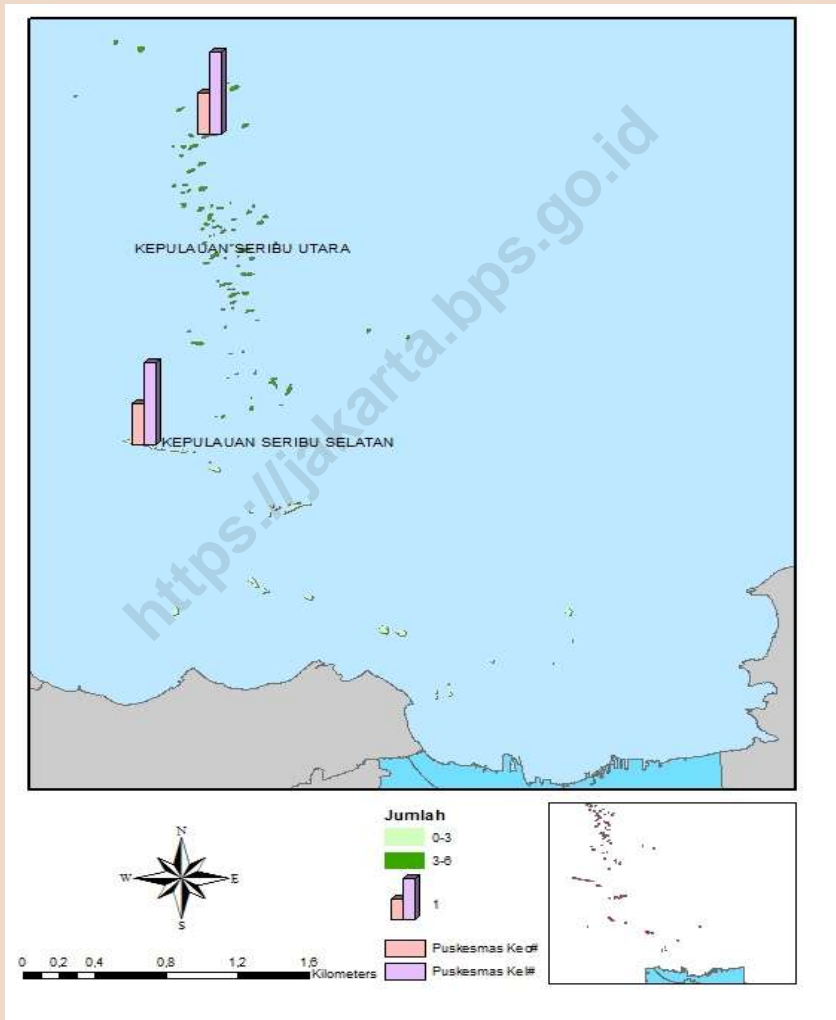 KEPULAUAN SERIBU UTARA
https://jakarta.bps.go.id
KEPULAUAN SERIBU SELATAN
N
W
E
S
0 0,2 0,4 0,8 1,2 1,6
Kilometers
Jumlah
0-3
3-6
1
Puskesmas Kec#
Puskesmas Kel#